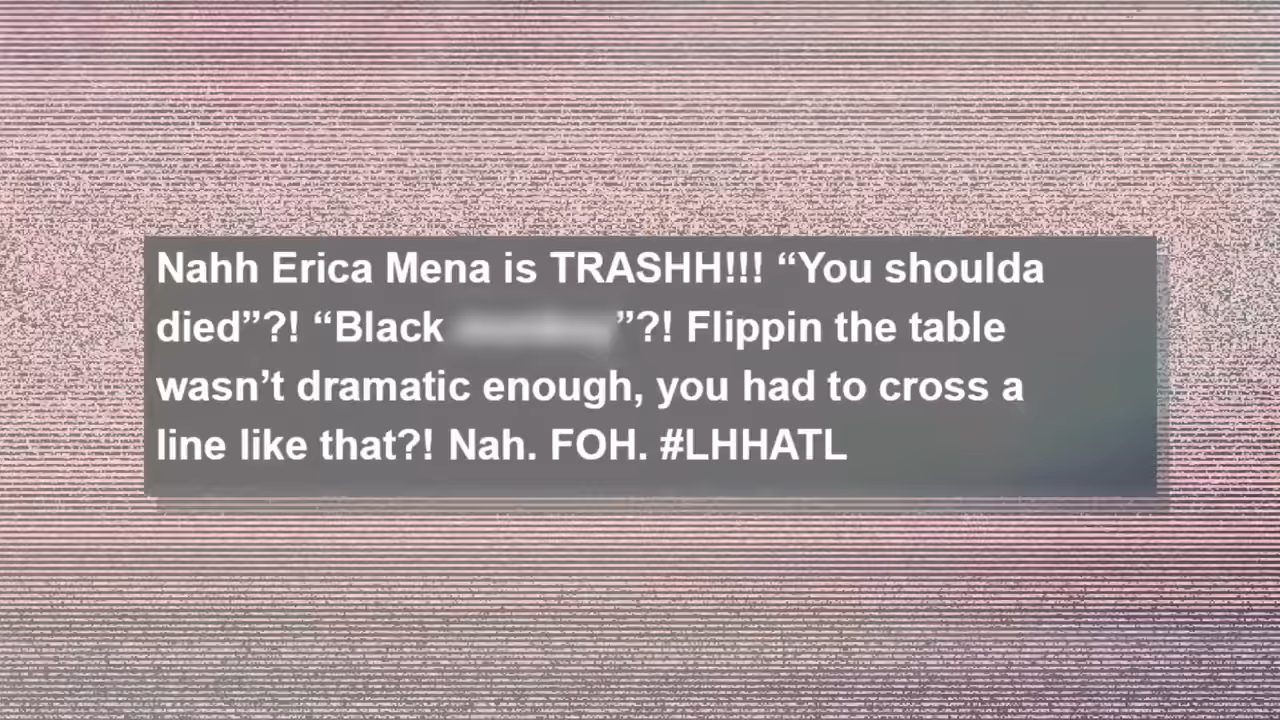 Nahh Erica Mena is TRASHH!!! “You shoulda
died”?! “Black ”?! Flippin the table
wasn’t dramatic enough, you had to cross a
line like that?! Nah. FOH. #LHHATL